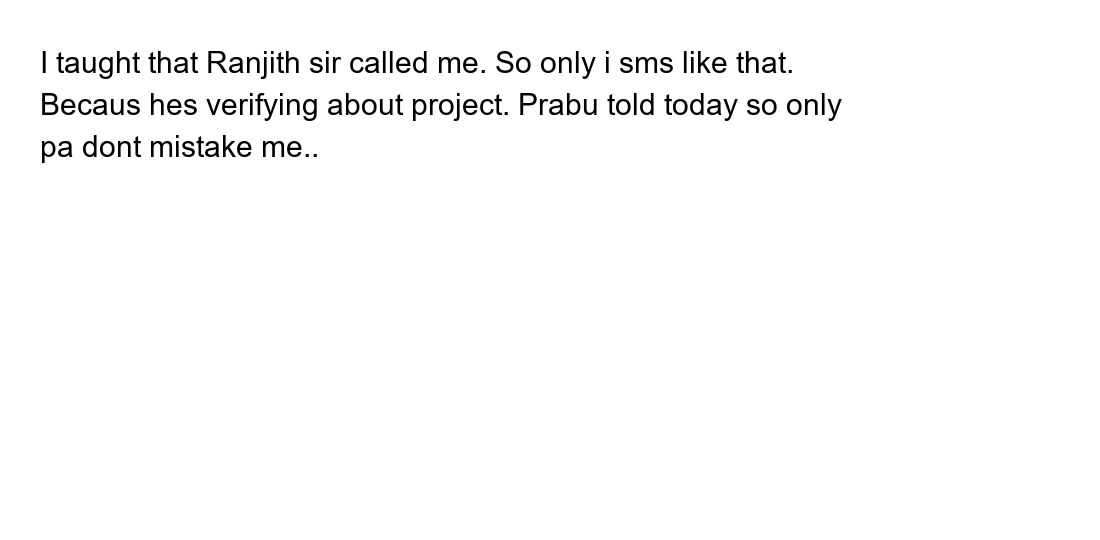 I taught that Ranjith sir called me. So only i sms like that.
Becaus hes verifying about project. Prabu told today so only
pa dont mistake me..